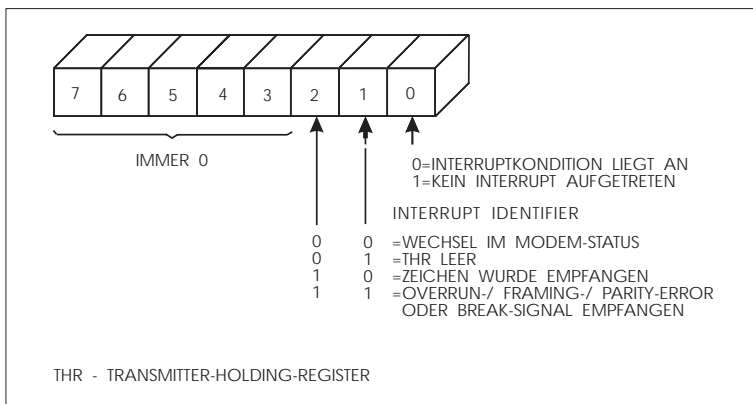 7 6 5 4 3 2 1 0
IMMER 0
0=INTERRUPTKONDITION LIEGT AN
1=KEIN INTERRUPT AUFGETRETEN
INTERRUPT IDENTIFIER
0 0 =WECHSEL IM MODEM-STATUS
0 1 =THR LEER
1 0 =ZEICHEN WURDE EMPFANGEN
1 1 =OVERRUN-/ FRAMING-/ PARITY-ERROR
ODER BREAK-SIGNAL EMPFANGEN
THR - TRANSMITTER-HOLDING-REGISTER